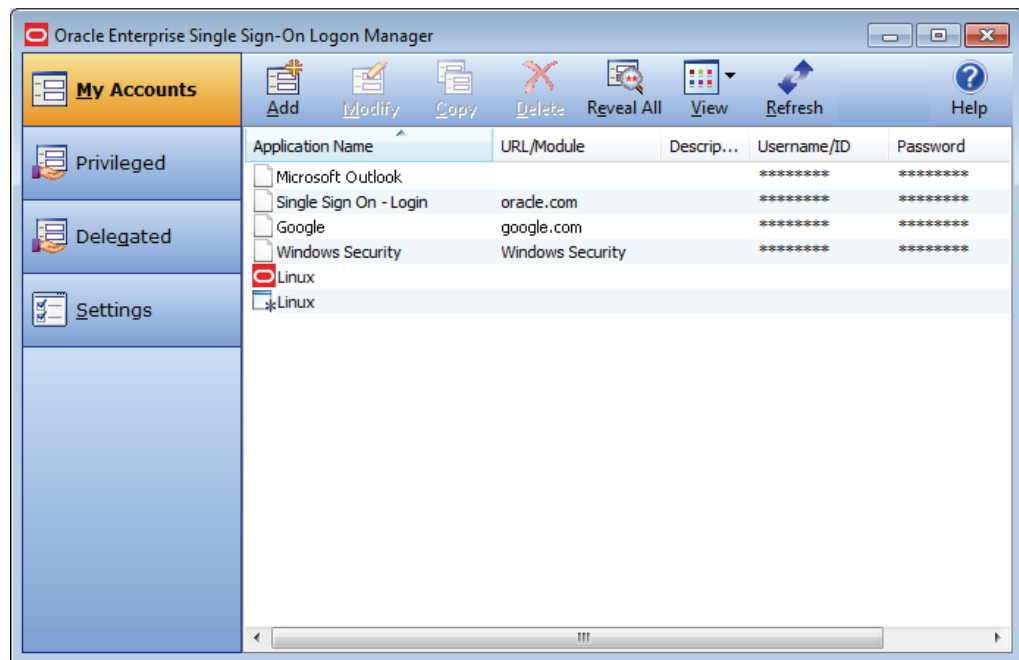 Oracle Enterprise Single Sign-On Logon Manager
My Accounts
Privileged
Delegated
Settings
Add Modify Copy Delete Reveal All View Refresh Help
Application Name URL/Module Descrip... Username/ID Password
Microsoft Outlook ******** ********
Single Sign On - Login oracle.com ******** ********
Google google.com ******** ********
Windows Security Windows Security ******** ********
Linux
Linux